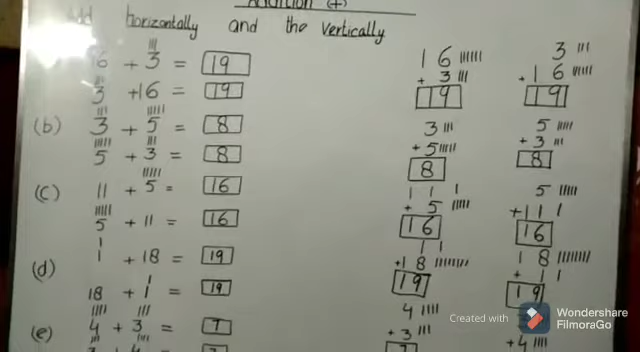 Addition (+)
Add horizontally and the vertically
16 + 3 = 19
3 +16 = 19
16
+ 3
19
3
+ 16
19
(b) 3 + 5 = 8
5 + 3 = 8
3
+5
8
5
+ 3
8
(c) 11 + 5 = 16
5 + 11 = 16
11
+ 5
16
5
+11
16
(d) 1 + 18 = 19
18 + 1 = 19
1
+18
19
18
+ 1
19
(e) 4 + 3 = 7
4
+ 3
7
+4
Created with
Wondershare
FilmoraGo